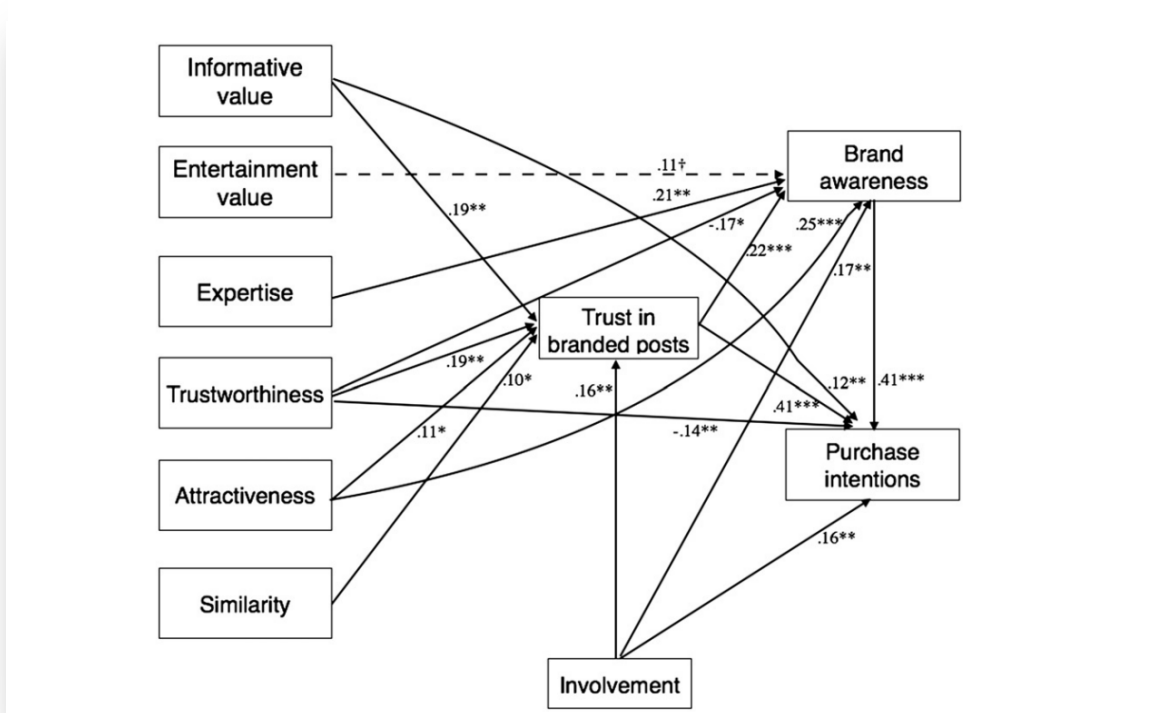 Informative
value
Entertainment
value
Expertise
Trustworthiness
Attractiveness
Similarity
Trust in
branded posts
Involvement
Brand
awareness
Purchase
intentions
.11†
.21**
.19**
-.17*
.25***
.22***
.17**
.19**
.10*
.16**
.12**
.41***
.41***
.11*
-.14**
.16**